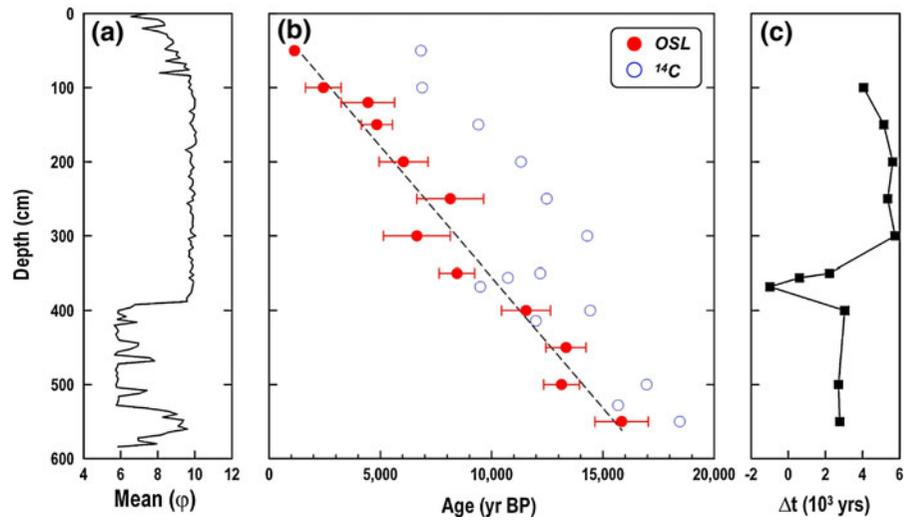 (a)
(b)
(c)
OSL
¹⁴C
0
100
200
300
400
500
600
Depth (cm)
4 6 8 10 12
Mean (φ)
0 5,000 10,000 15,000 20,000
Age (yr BP)
-2 0 2 4 6
Δt (10³ yrs)